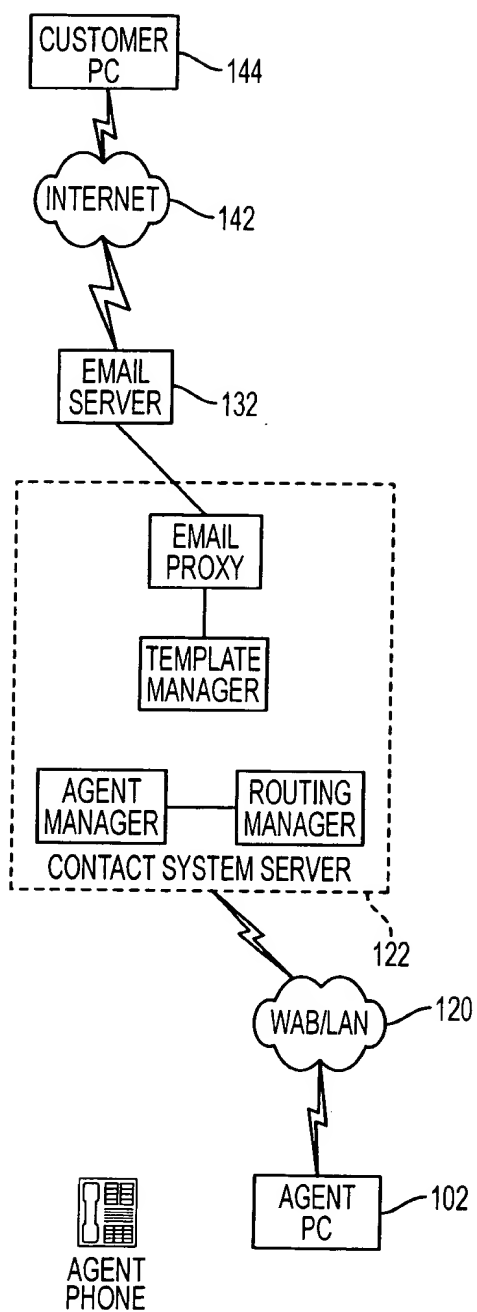 CUSTOMER
PC
144
INTERNET
142
EMAIL
SERVER
132
EMAIL
PROXY
TEMPLATE
MANAGER
AGENT
MANAGER
ROUTING
MANAGER
CONTACT SYSTEM SERVER
122
WAB/LAN
120
AGENT
PC
102
AGENT
PHONE